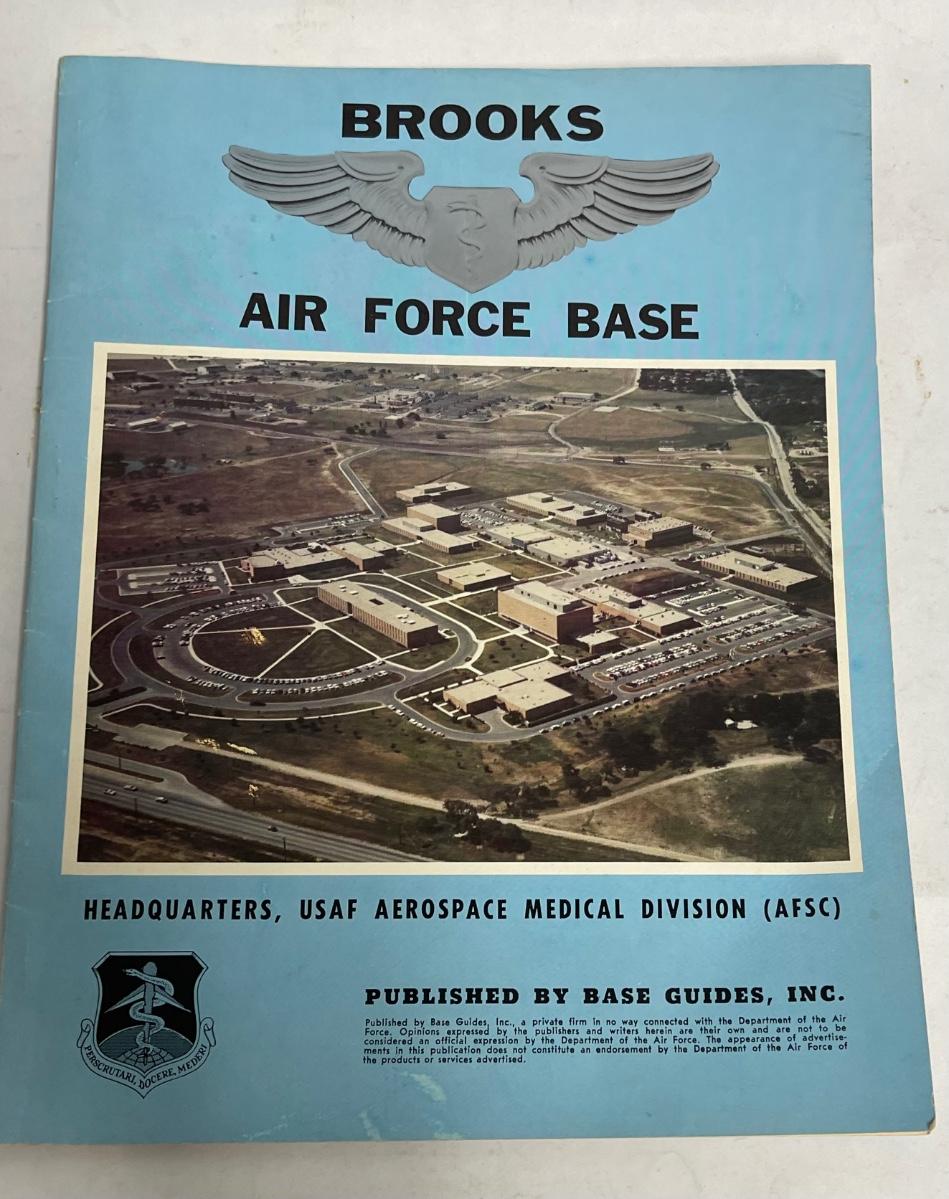 BROOKS
AIR FORCE BASE
HEADQUARTERS, USAF AEROSPACE MEDICAL DIVISION (AFSC)
PERSCRUTARI, DOCERE, MEDERI
PUBLISHED BY BASE GUIDES, INC.
Published by Base Guides, Inc., a private firm in no way connected with the Department of the Air
Force. Opinions expressed by the publishers and writers herein are their own and are not to be
considered an official expression by the Department of the Air Force. The appearance of advertise-
ments in this publication does not constitute an endorsement by the Department of the Air Force of
the products or services advertised.